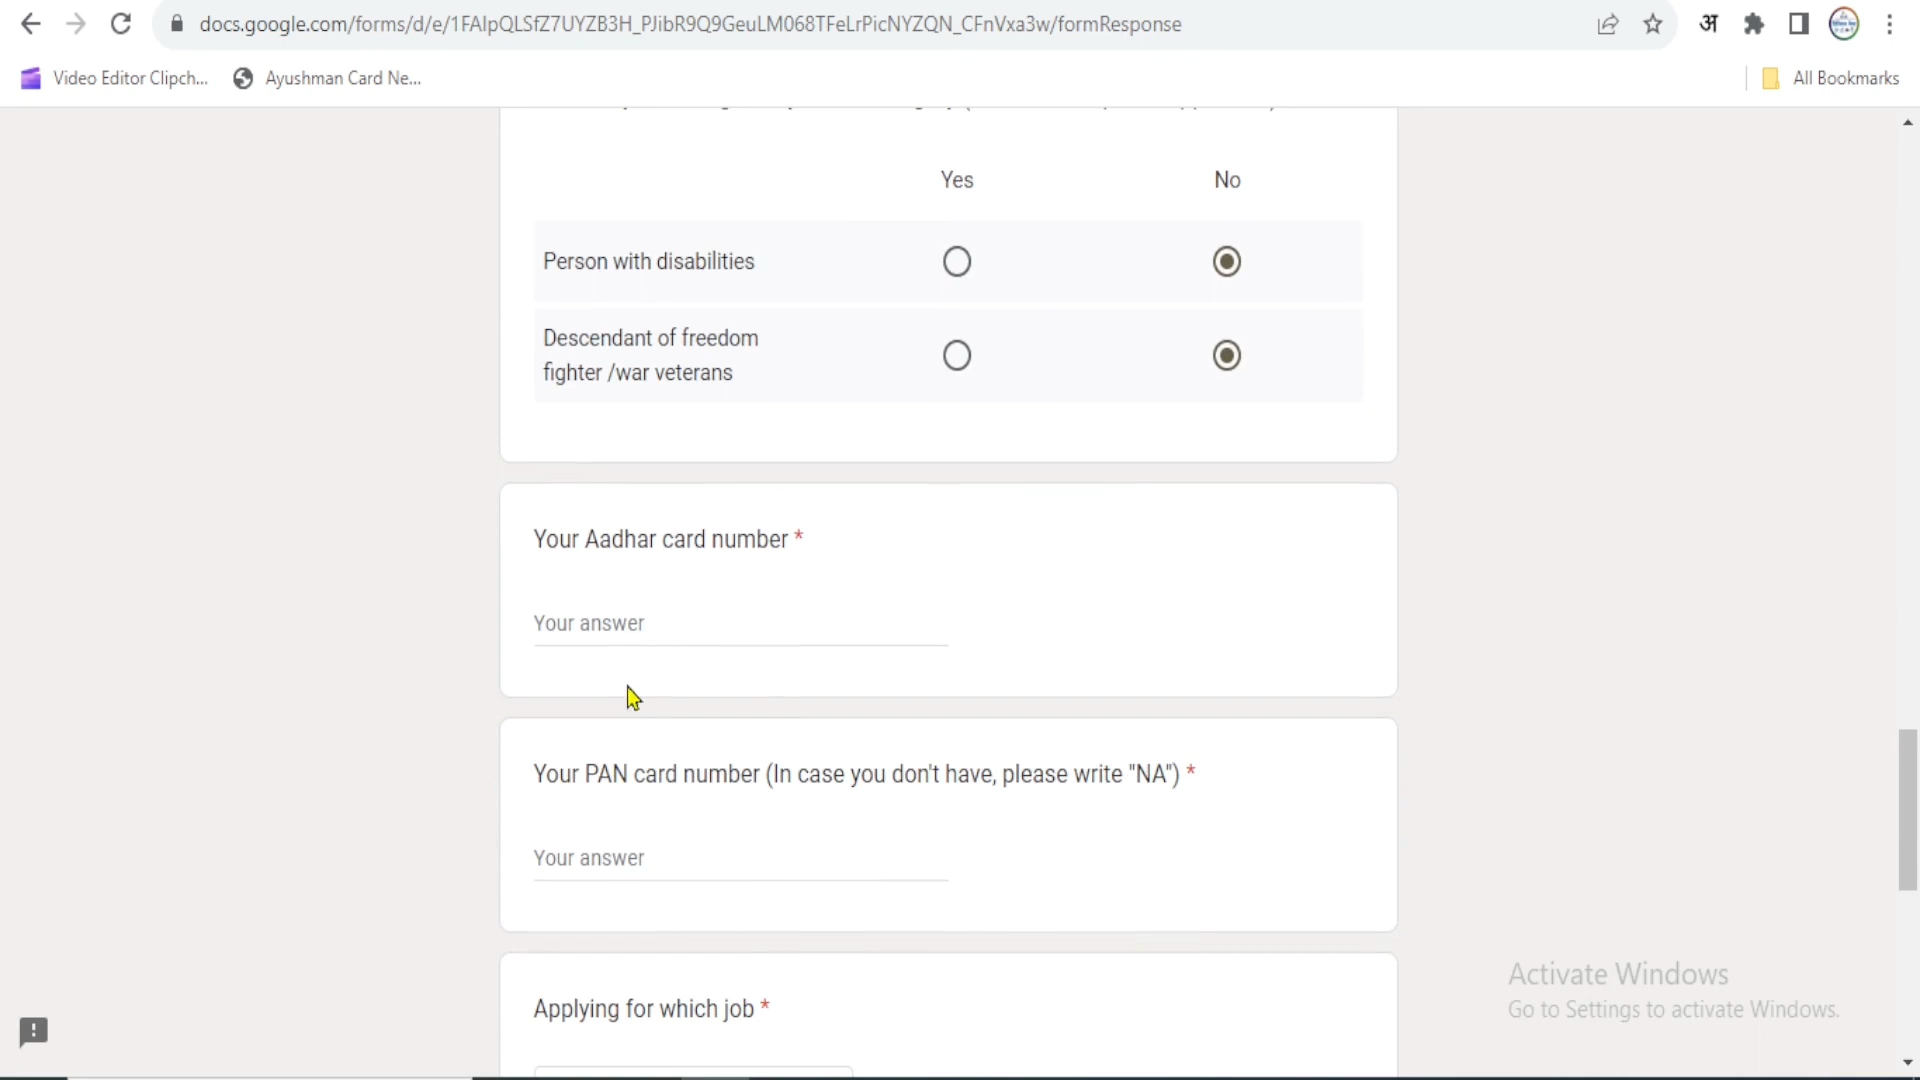 docs.google.com/forms/d/e/1FAIpQLSfZ7UYZB3H_PJibR9Q9GeuLM068TFeLrPicNYZQN_CFnVxa3w/formResponse
अ
Video Editor Clipch...
Ayushman Card Ne...
All Bookmarks
Yes
No
Person with disabilities
Descendant of freedom
fighter /war veterans
Your Aadhar card number *
Your answer
Your PAN card number (In case you don't have, please write "NA") *
Your answer
Applying for which job *
Activate Windows
Go to Settings to activate Windows.